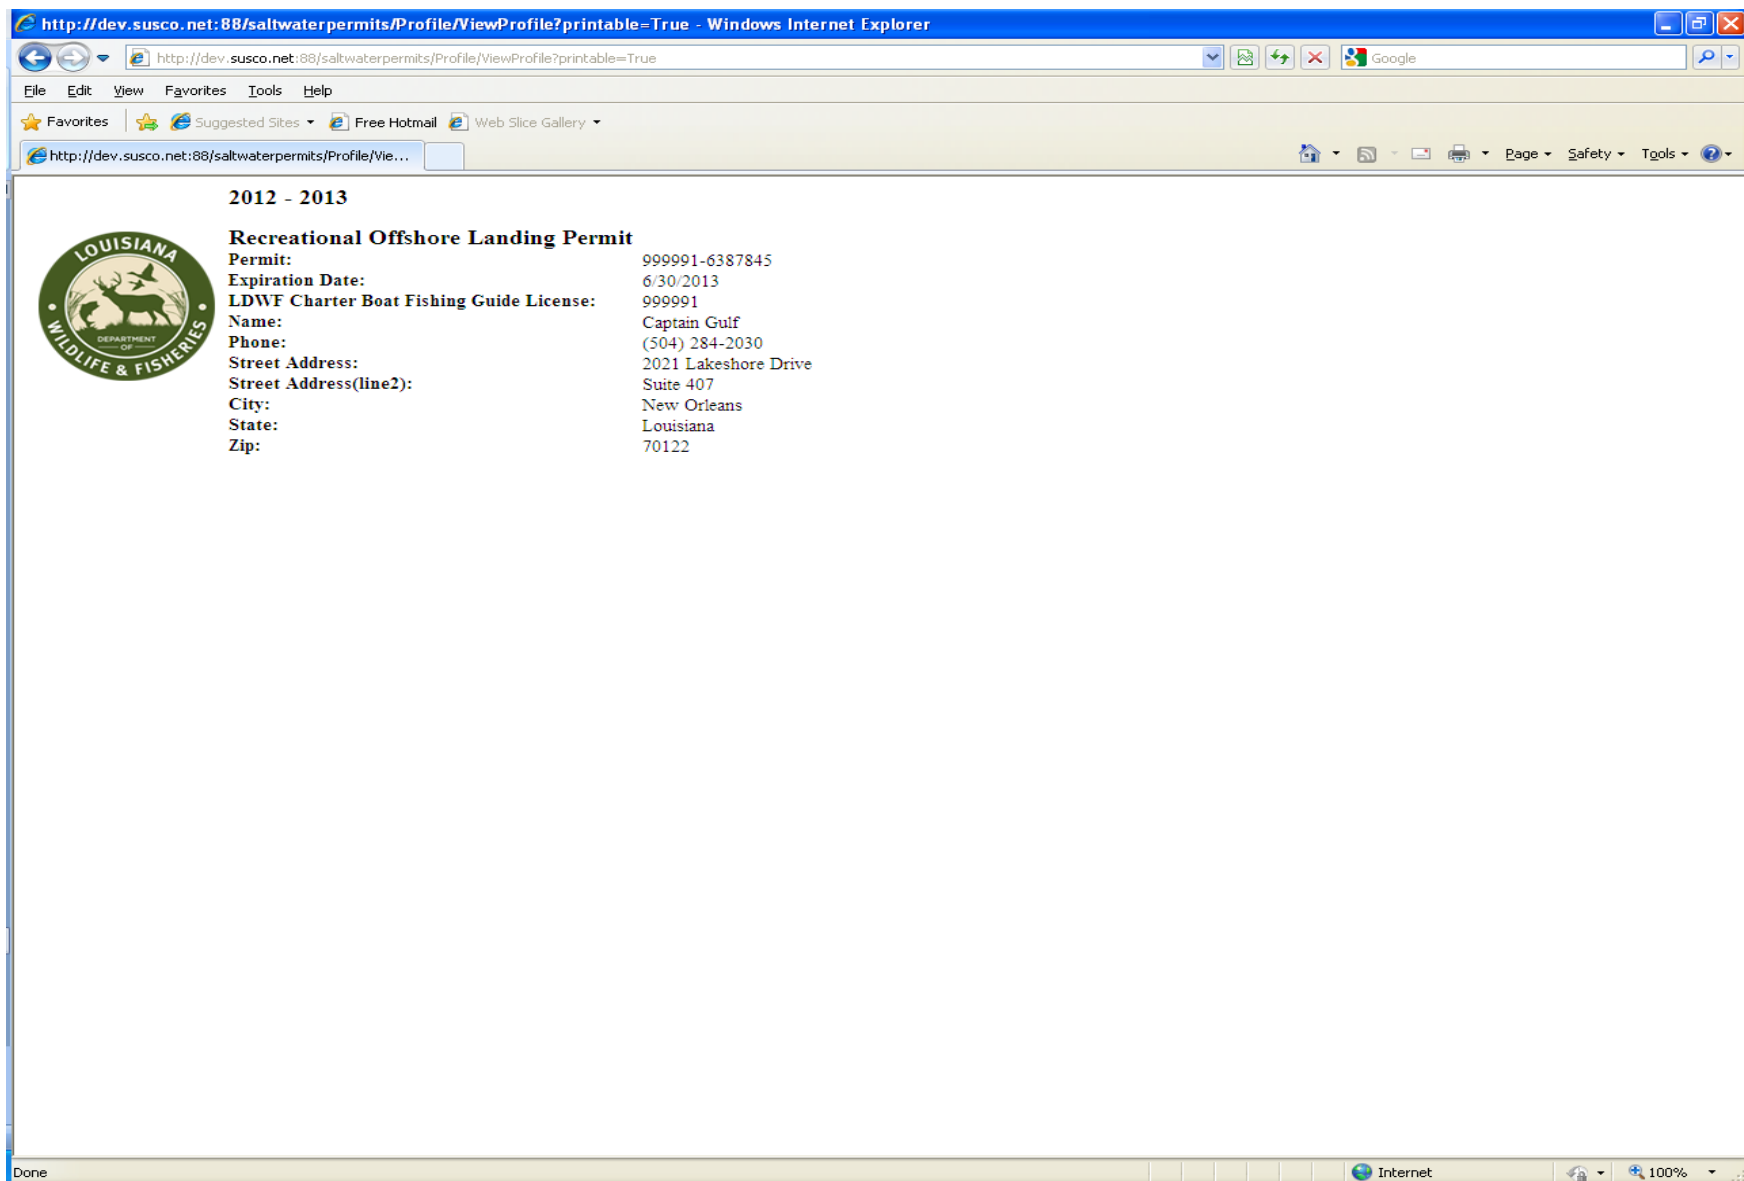 http://dev.susco.net:88/saltwaterpermits/Profile/ViewProfile?printable=True - Windows Internet Explorer
http://dev.susco.net:88/saltwaterpermits/Profile/ViewProfile?printable=True
Google
File Edit View Favorites Tools Help
Favorites Suggested Sites Free Hotmail Web Slice Gallery
http://dev.susco.net:88/saltwaterpermits/Profile/Vie...
Page Safety Tools
2012 - 2013
Recreational Offshore Landing Permit
LOUISIANA
DEPARTMENT
OF
WILDLIFE & FISHERIES
Permit: 999991-6387845
Expiration Date: 6/30/2013
LDWF Charter Boat Fishing Guide License: 999991
Name: Captain Gulf
Phone: (504) 284-2030
Street Address: 2021 Lakeshore Drive
Street Address(line2): Suite 407
City: New Orleans
State: Louisiana
Zip: 70122
Done Internet 100%